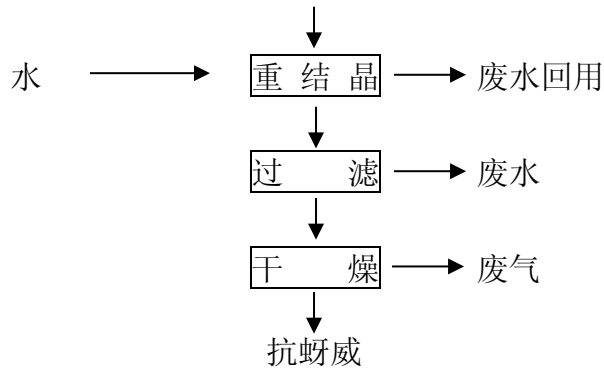 水 重 结 晶 废水回用
过 滤 废水
干 燥 废气
抗蚜威